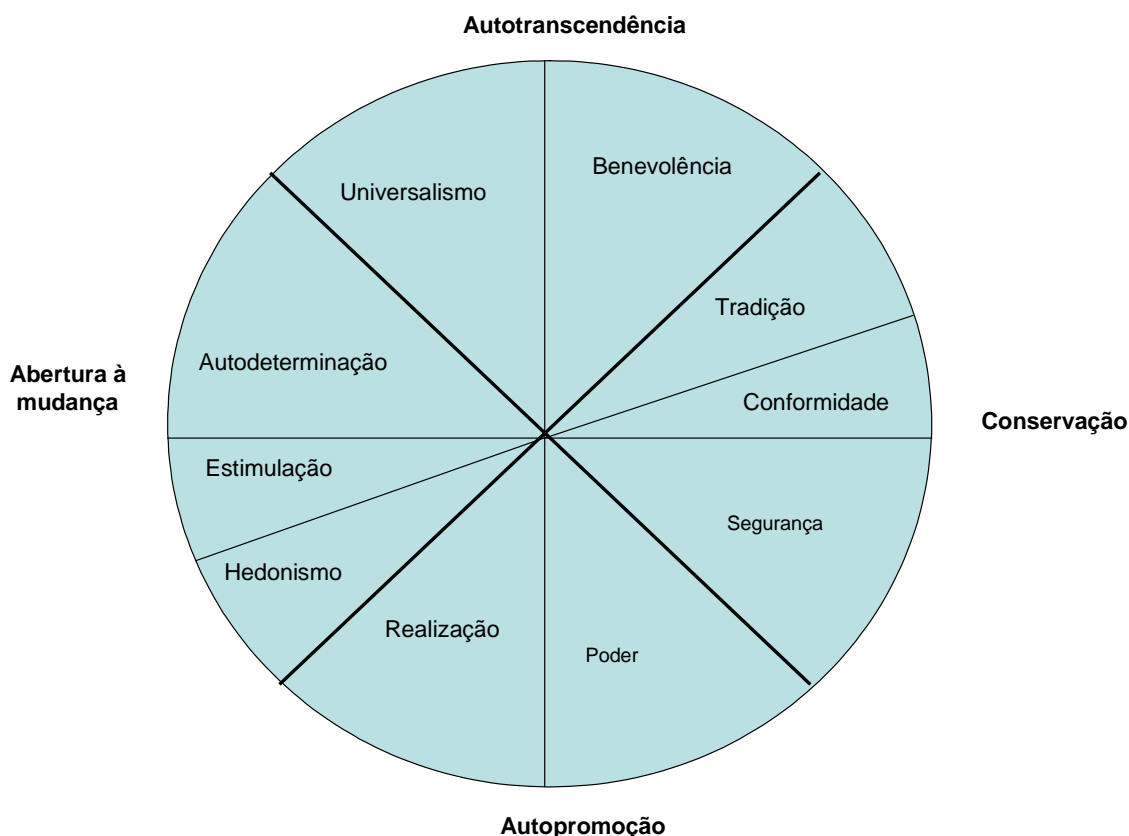 Autotranscendência
Benevolência
Universalismo
Tradição
Autodeterminação
Abertura à
mudança
Conformidade
Conservação
Estimulação
Segurança
Hedonismo
Realização
Poder
Autopromoção